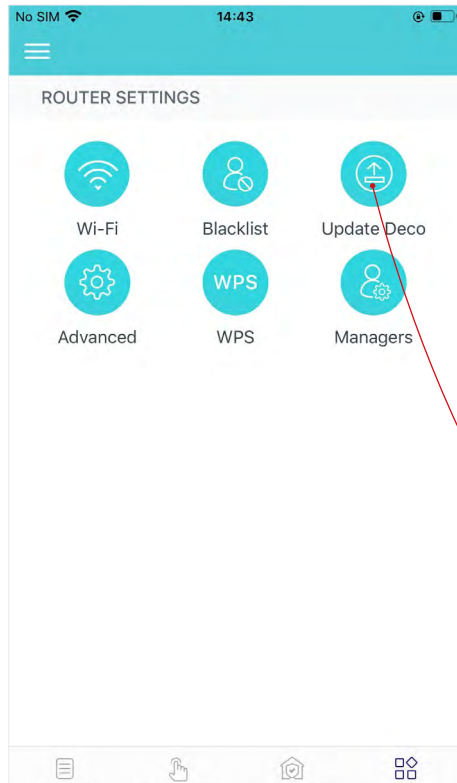 No SIM 14:43
ROUTER SETTINGS
Wi-Fi Blacklist Update Deco
WPS
Advanced WPS Managers